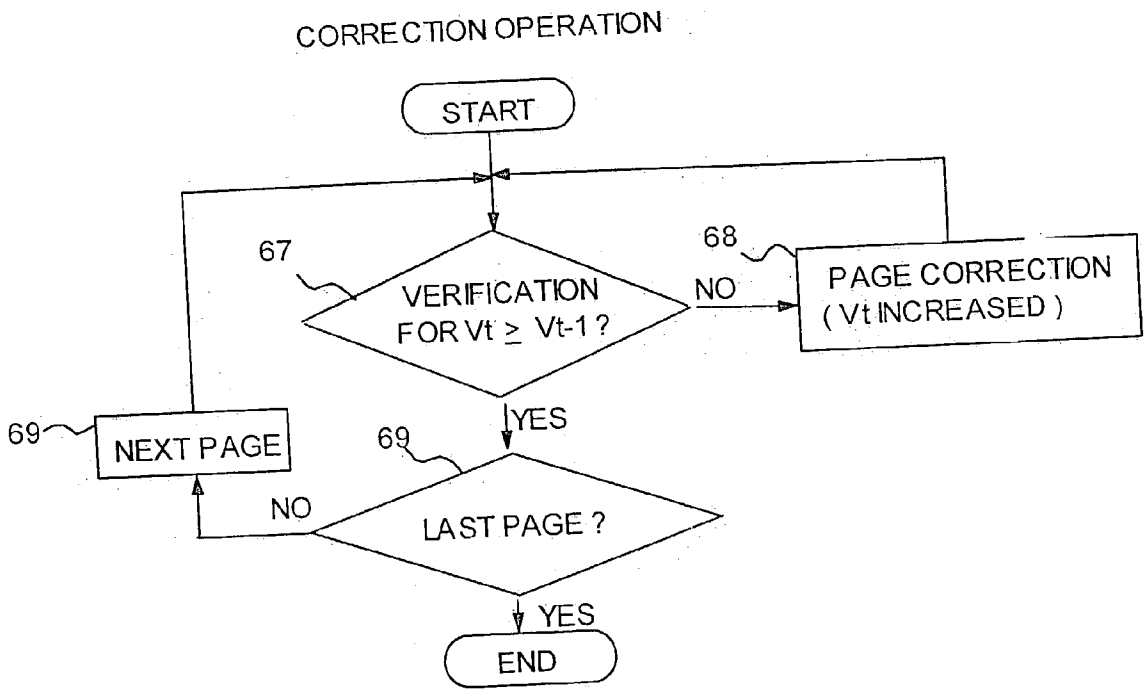 CORRECTION OPERATION
START
67
VERIFICATION
FOR Vt ≥ Vt-1 ?
NO
68
PAGE CORRECTION
( Vt INCREASED )
YES
69
NEXT PAGE
69
NO
LAST PAGE ?
YES
END